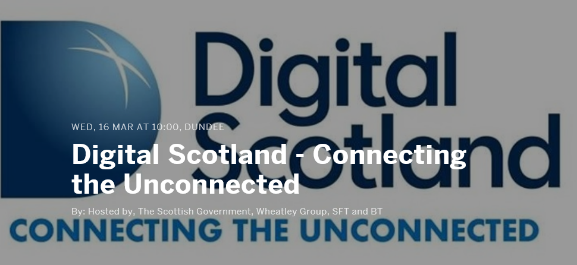 Digital
Scotland
WED, 16 MAR AT 10:00, DUNDEE
Digital Scotland - Connecting
the Unconnected
By: Hosted by, The Scottish Government, Wheatley Group, SFT and BT
CONNECTING THE UNCONNECTED